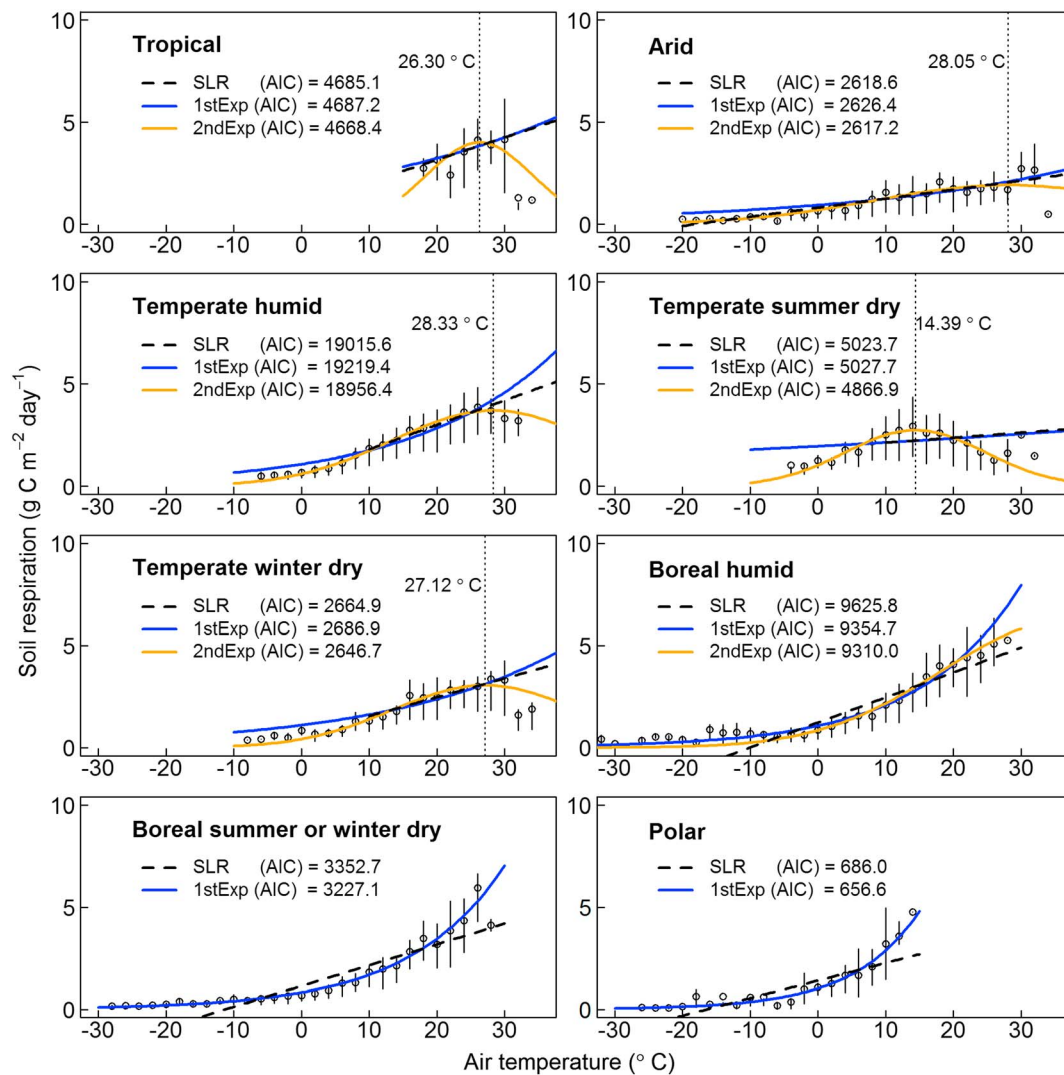 Soil respiration (g C m⁻² day⁻¹)
10
5
0
Tropical
26.30 ° C
SLR (AIC) = 4685.1
1stExp (AIC) = 4687.2
2ndExp (AIC) = 4668.4
-30 -20 -10 0 10 20 30
10
5
0
Arid
28.05 ° C
SLR (AIC) = 2618.6
1stExp (AIC) = 2626.4
2ndExp (AIC) = 2617.2
-30 -20 -10 0 10 20 30
10
5
0
Temperate humid
28.33 ° C
SLR (AIC) = 19015.6
1stExp (AIC) = 19219.4
2ndExp (AIC) = 18956.4
-30 -20 -10 0 10 20 30
10
5
0
Temperate summer dry
14.39 ° C
SLR (AIC) = 5023.7
1stExp (AIC) = 5027.7
2ndExp (AIC) = 4866.9
-30 -20 -10 0 10 20 30
10
5
0
Temperate winter dry
27.12 ° C
SLR (AIC) = 2664.9
1stExp (AIC) = 2686.9
2ndExp (AIC) = 2646.7
-30 -20 -10 0 10 20 30
10
5
0
Boreal humid
SLR (AIC) = 9625.8
1stExp (AIC) = 9354.7
2ndExp (AIC) = 9310.0
-30 -20 -10 0 10 20 30
10
5
0
Boreal summer or winter dry
SLR (AIC) = 3352.7
1stExp (AIC) = 3227.1
-30 -20 -10 0 10 20 30
10
5
0
Polar
SLR (AIC) = 686.0
1stExp (AIC) = 656.6
-30 -20 -10 0 10 20 30
Air temperature (° C)